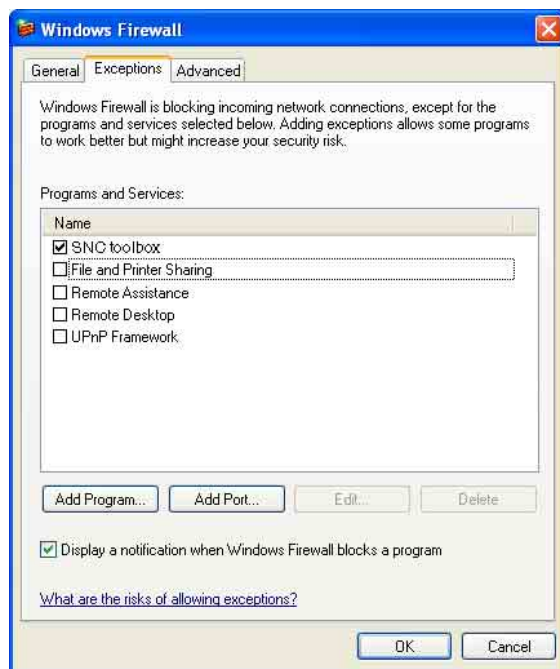 Windows Firewall
General Exceptions Advanced
Windows Firewall is blocking incoming network connections, except for the
programs and services selected below. Adding exceptions allows some programs
to work better but might increase your security risk.
Programs and Services:
Name
SNC toolbox
File and Printer Sharing
Remote Assistance
Remote Desktop
UPnP Framework
Add Program... Add Port... Edit... Delete
Display a notification when Windows Firewall blocks a program
What are the risks of allowing exceptions?
OK Cancel